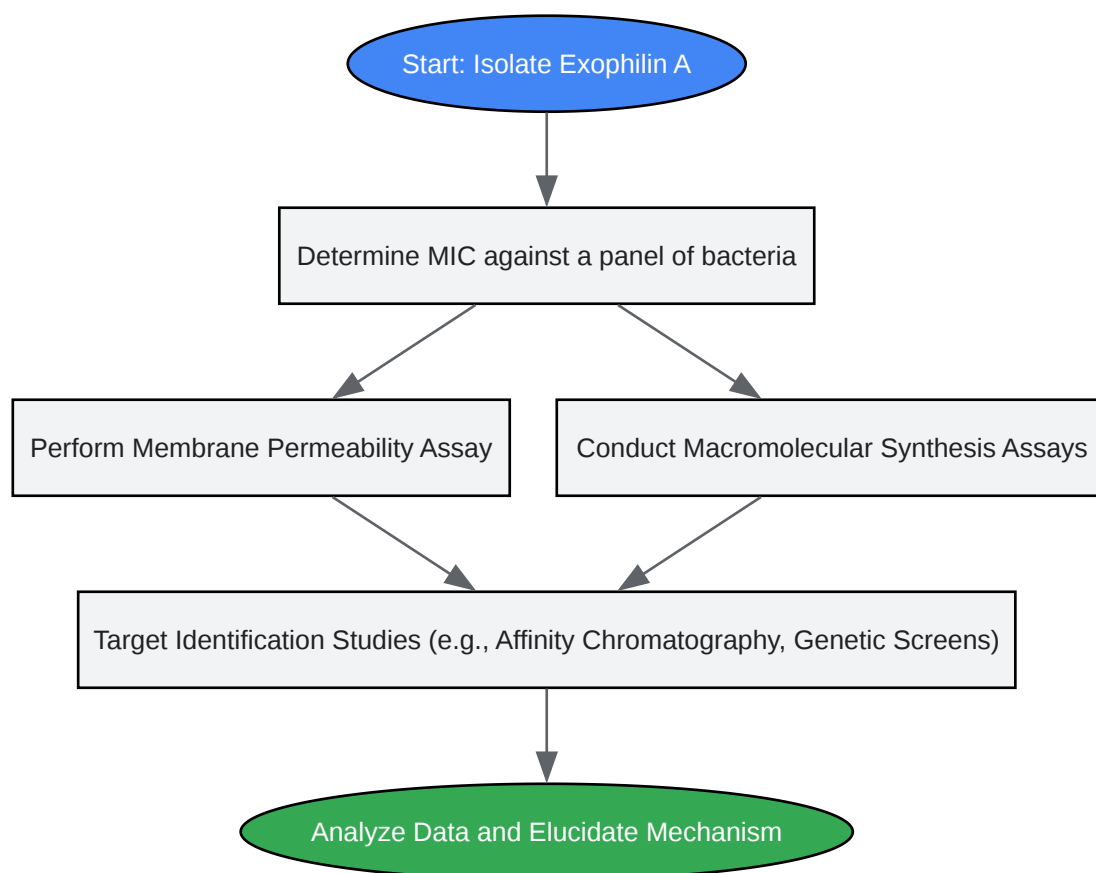 Start: Isolate Exophilin A
Determine MIC against a panel of bacteria
Perform Membrane Permeability Assay
Conduct Macromolecular Synthesis Assays
Target Identification Studies (e.g., Affinity Chromatography, Genetic Screens)
Analyze Data and Elucidate Mechanism